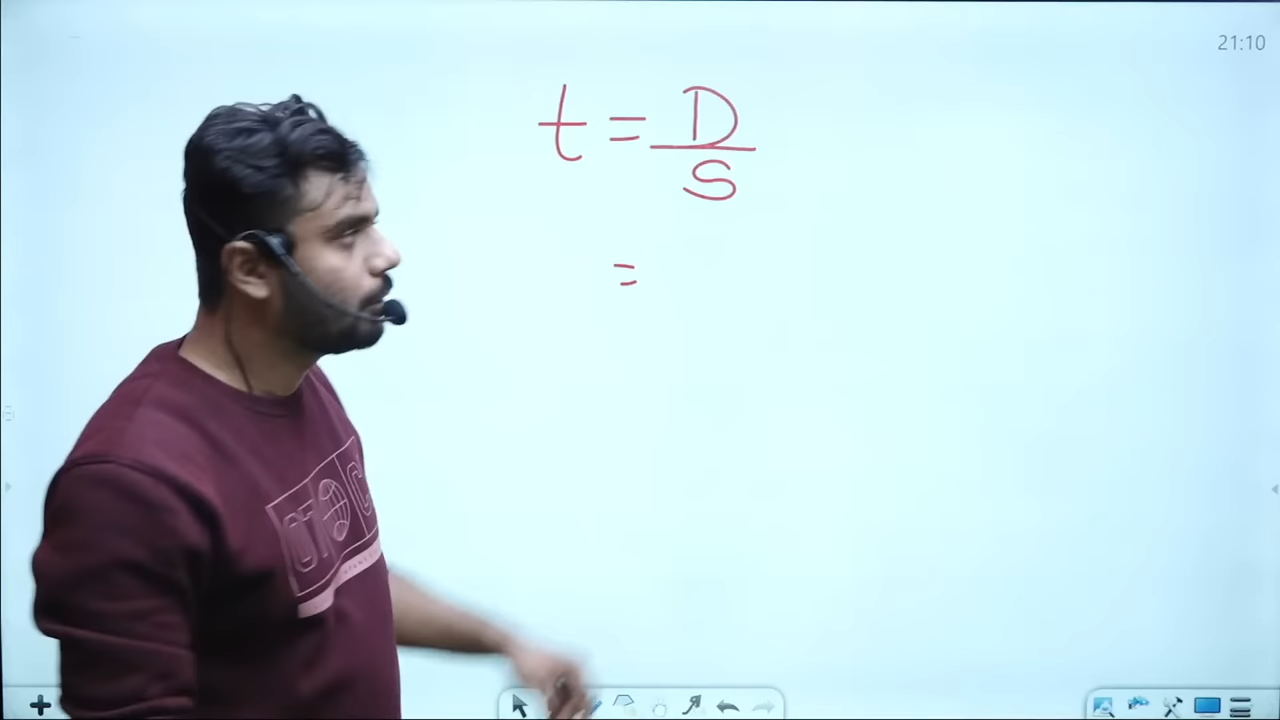 21:10
t = D/S
=